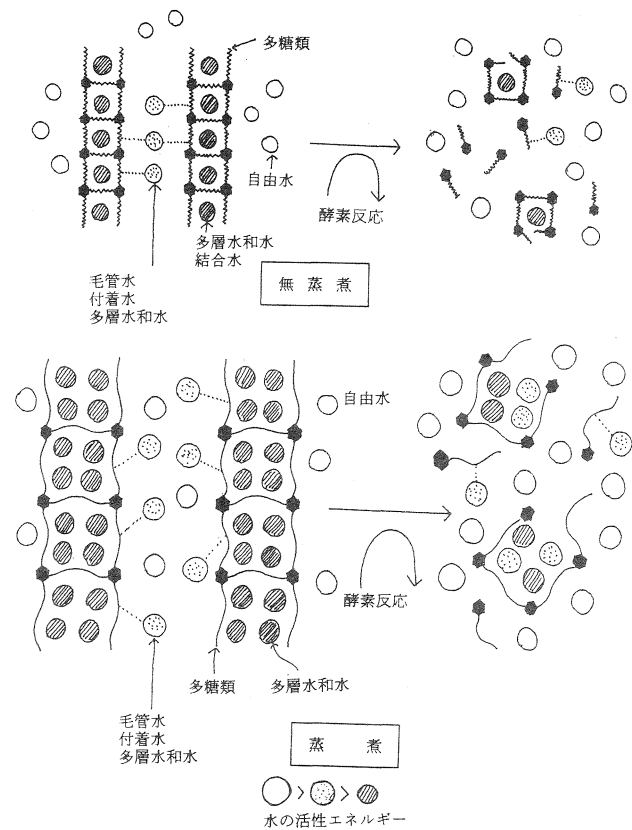 多糖類
自由水
酵素反応
多層水和水
結合水
毛管水
付着水
多層水和水
無蒸煮
自由水
酵素反応
多糖類
多層水和水
毛管水
付着水
多層水和水
蒸煮
> >
水の活性エネルギー